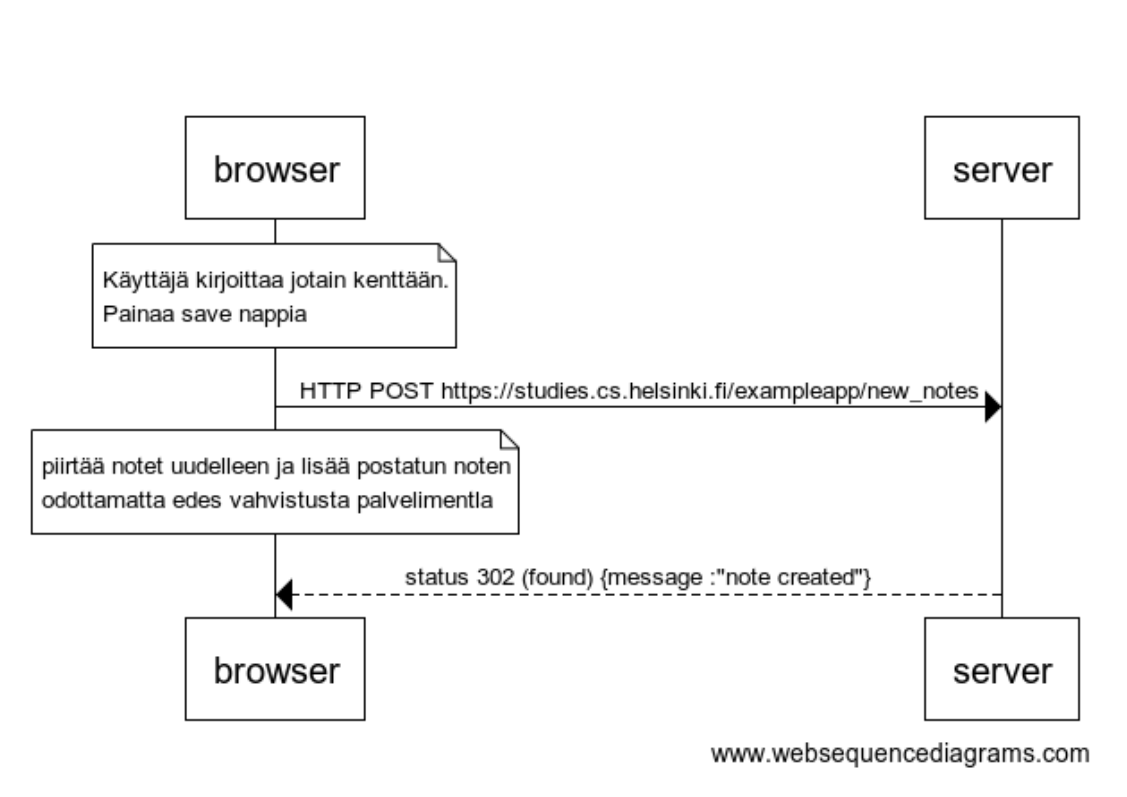 browser
server
Käyttäjä kirjoittaa jotain kenttään.
Painaa save nappia
HTTP POST https://studies.cs.helsinki.fi/exampleapp/new_notes
piirtää notet uudelleen ja lisää postatun noten
odottamatta edes vahvistusta palvelimentla
status 302 (found) {message :"note created"}
browser
server
www.websequencediagrams.com